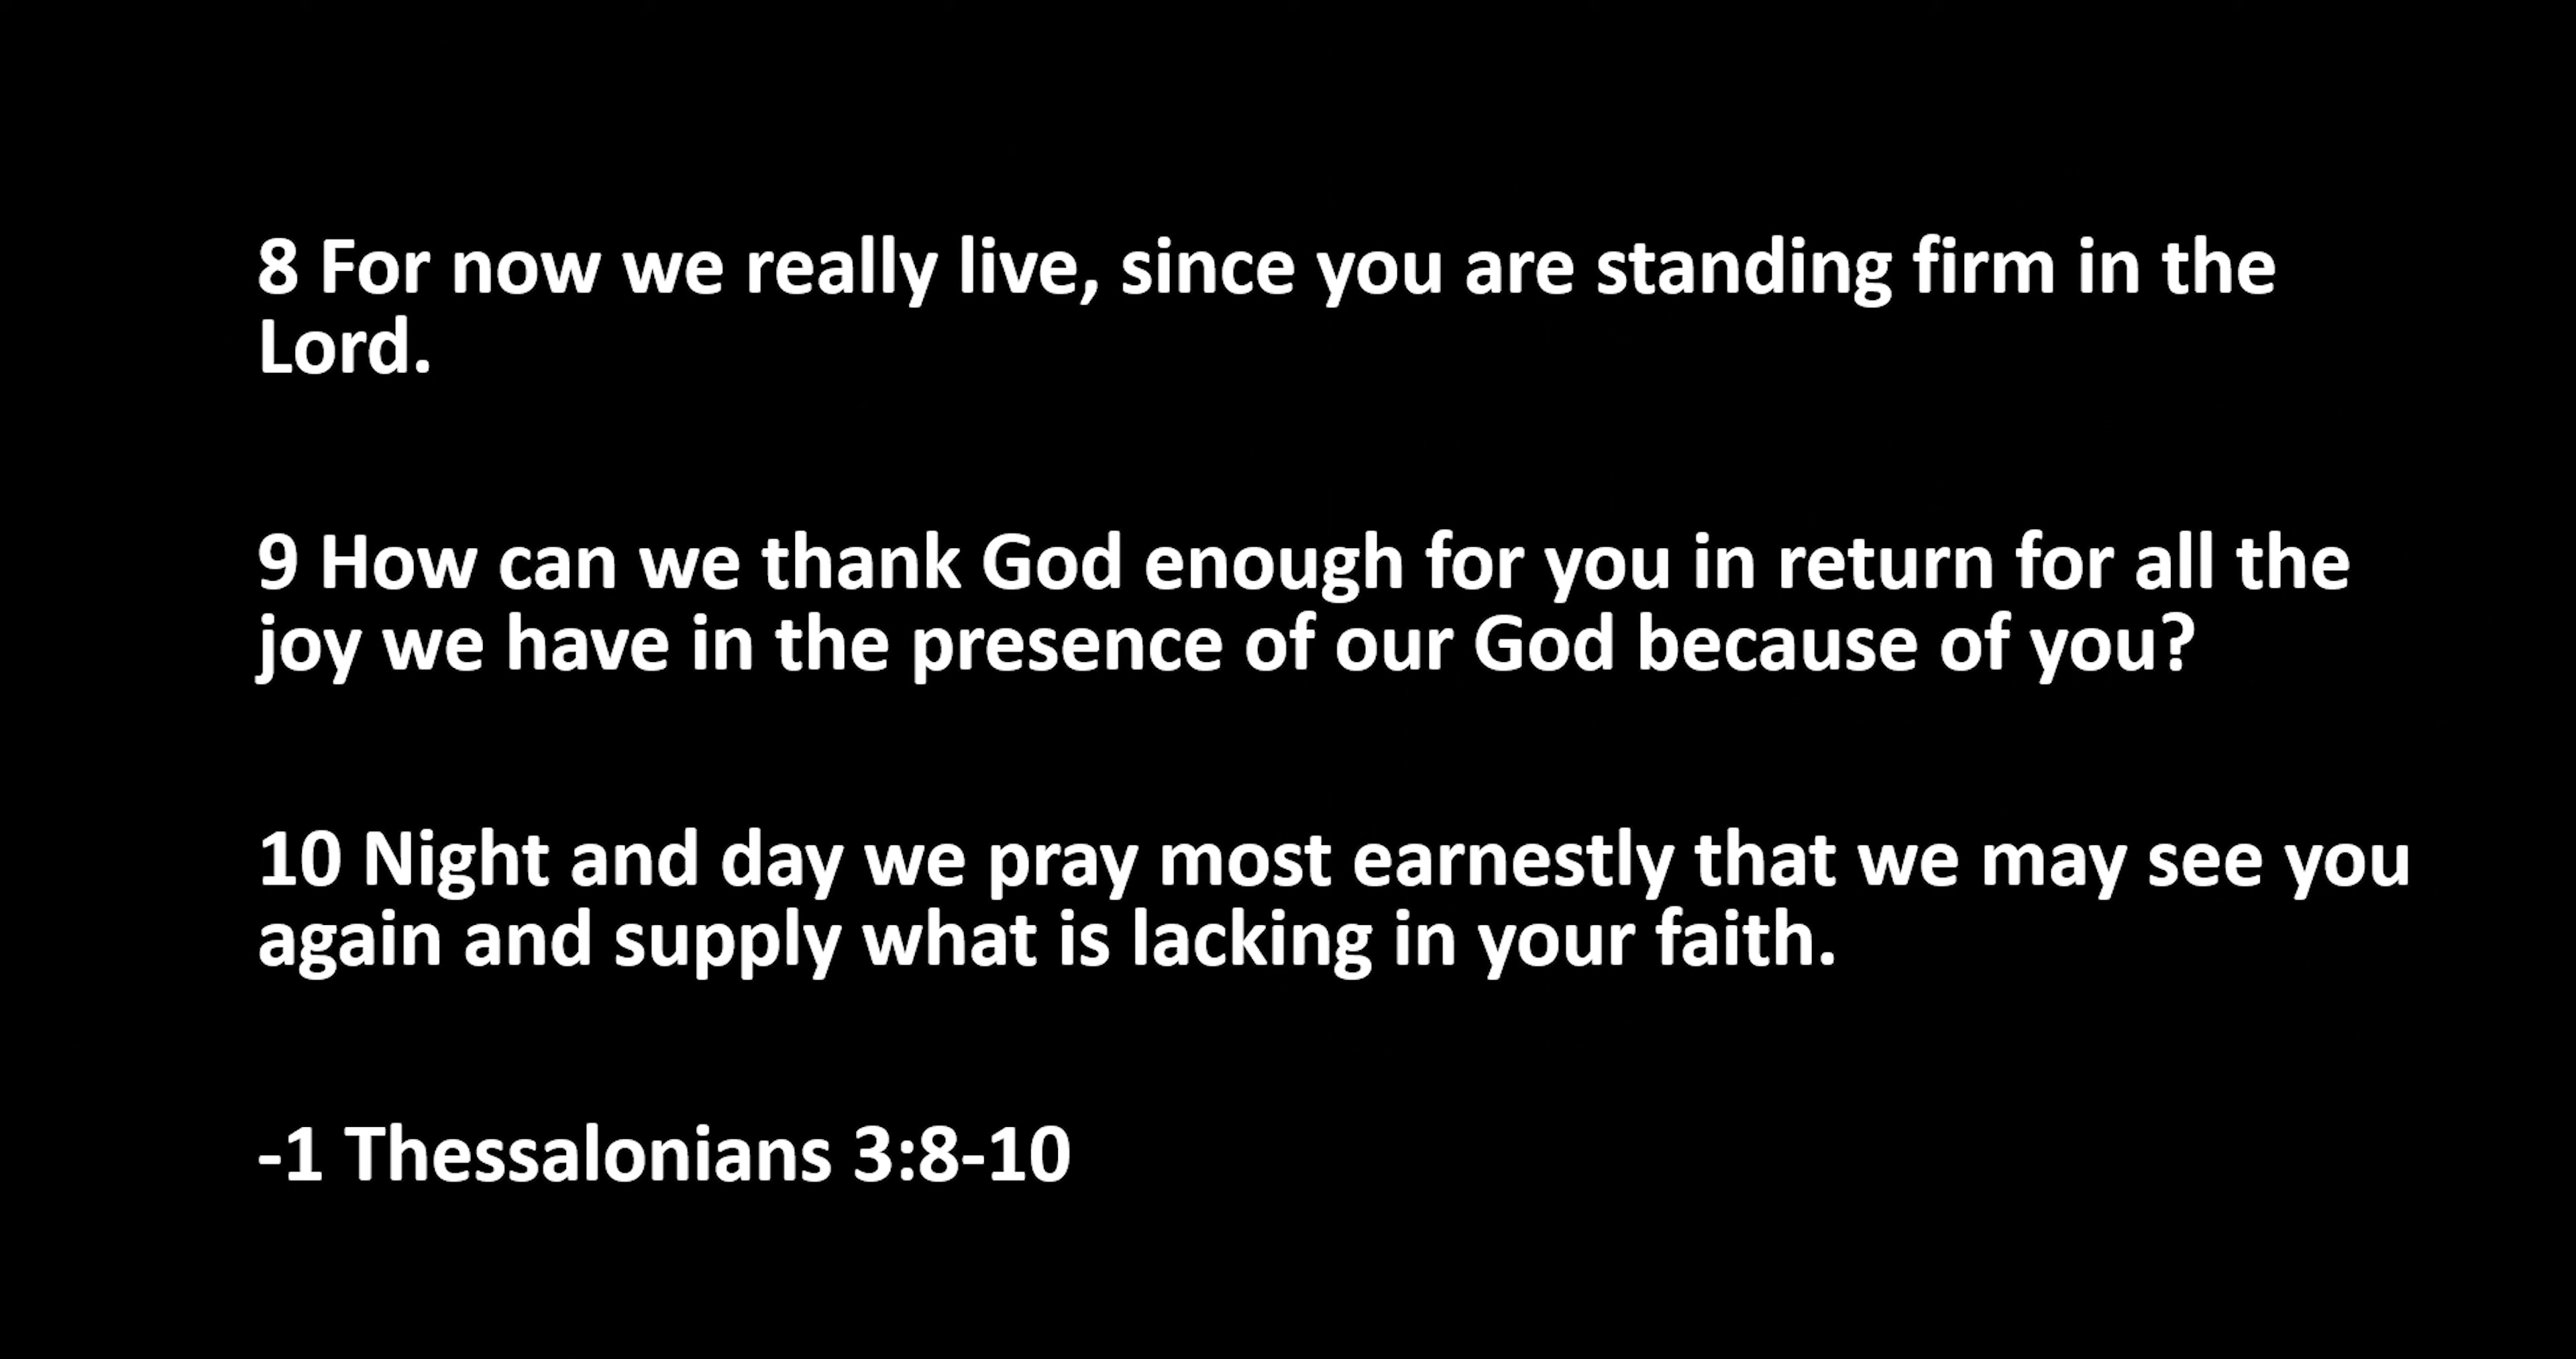 8 For now we really live, since you are standing firm in the
Lord.
9 How can we thank God enough for you in return for all the
joy we have in the presence of our God because of you?
10 Night and day we pray most earnestly that we may see you
again and supply what is lacking in your faith.
-1 Thessalonians 3:8-10